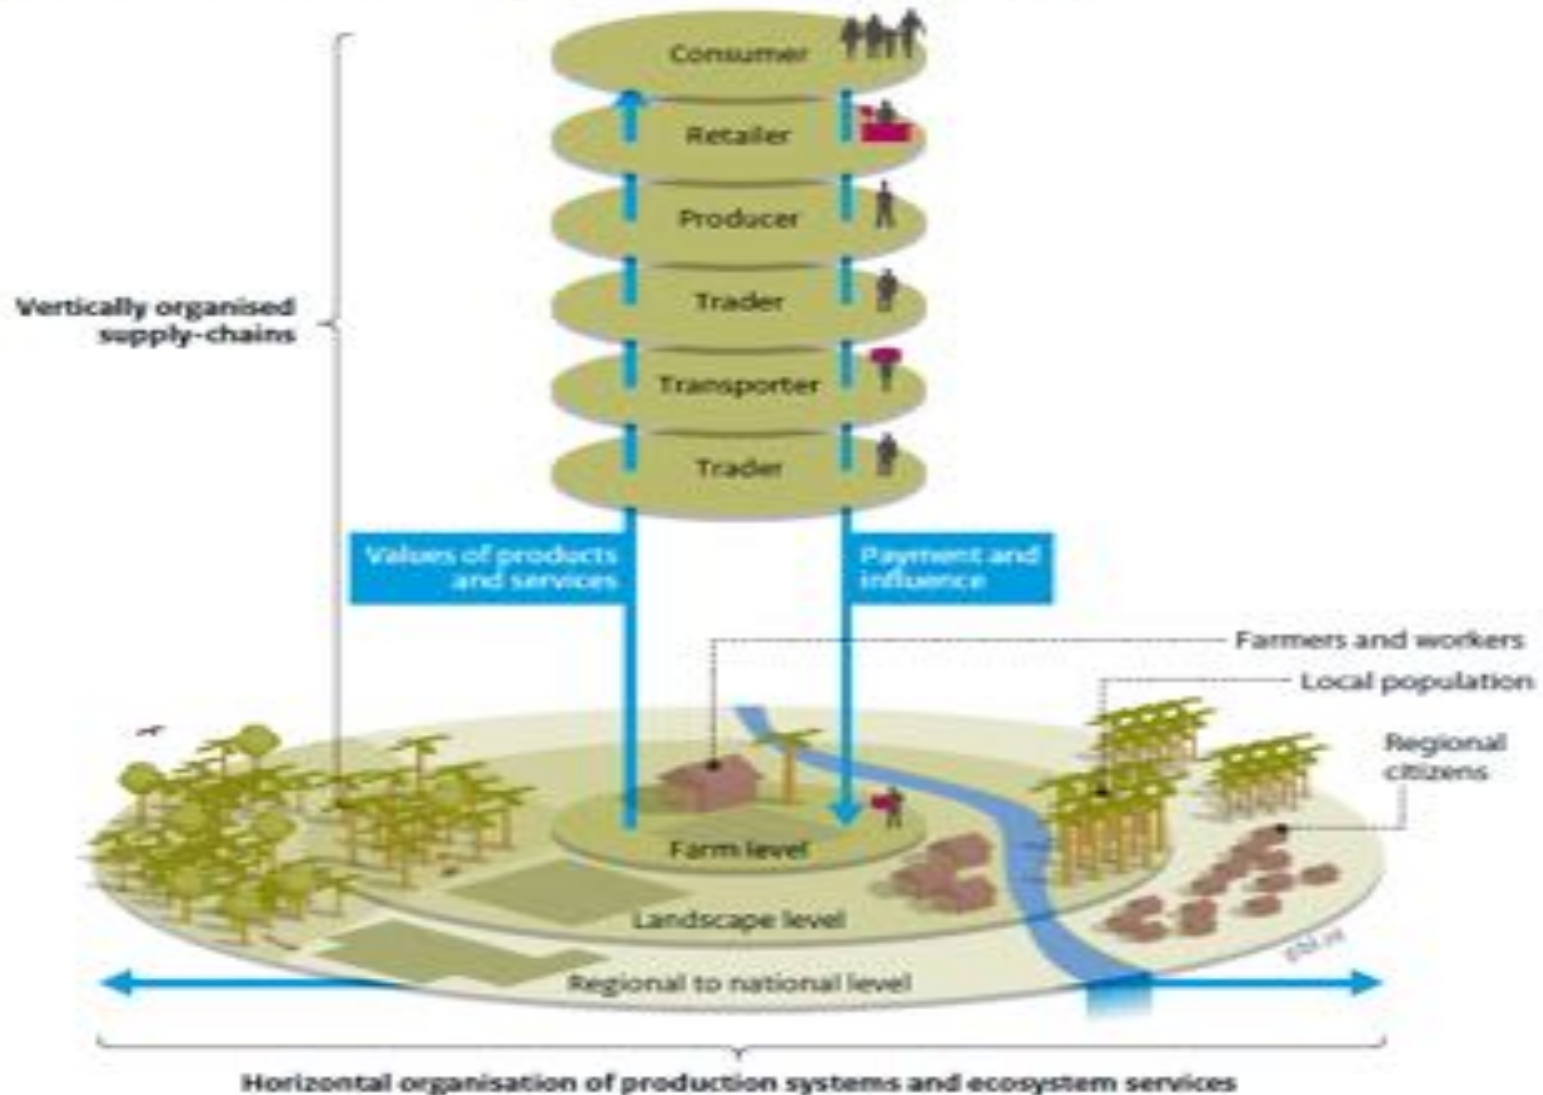 Consumer
Retailer
Producer
Trader
Transporter
Trader
Vertically organised
supply-chains
Values of products
and services
Payment and
influence
Farmers and workers
Local population
Regional
citizens
Farm level
Landscape level
Regional to national level
pbl.nl
Horizontal organisation of production systems and ecosystem services